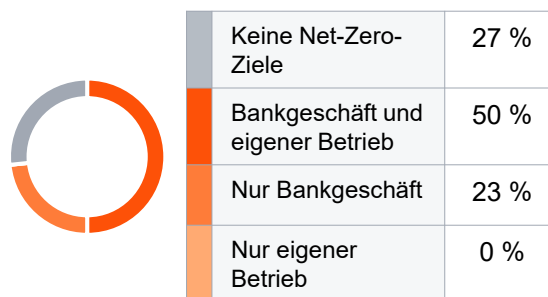 Keine Net-Zero-
Ziele
27 %
Bankgeschäft und
eigener Betrieb
50 %
Nur Bankgeschäft
23 %
Nur eigener
Betrieb
0 %